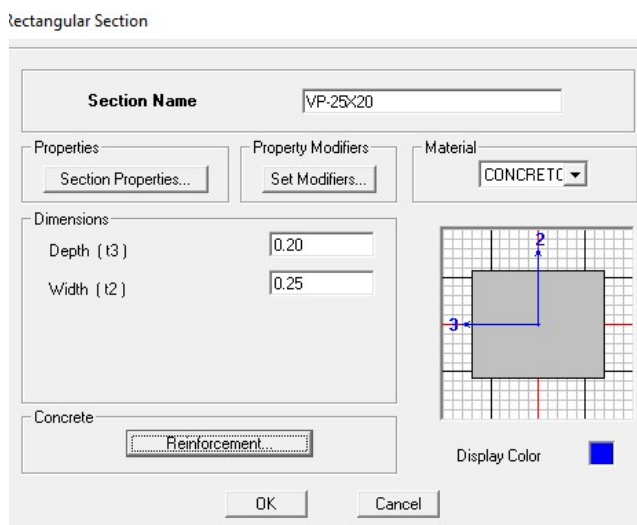 Rectangular Section
Section Name VP-25X20
Properties
Section Properties...
Property Modifiers
Set Modifiers...
Material
CONCRETC
Dimensions
Depth ( t3 ) 0.20
Width ( t2 ) 0.25
2
3
Concrete
Reinforcement...
Display Color
OK Cancel